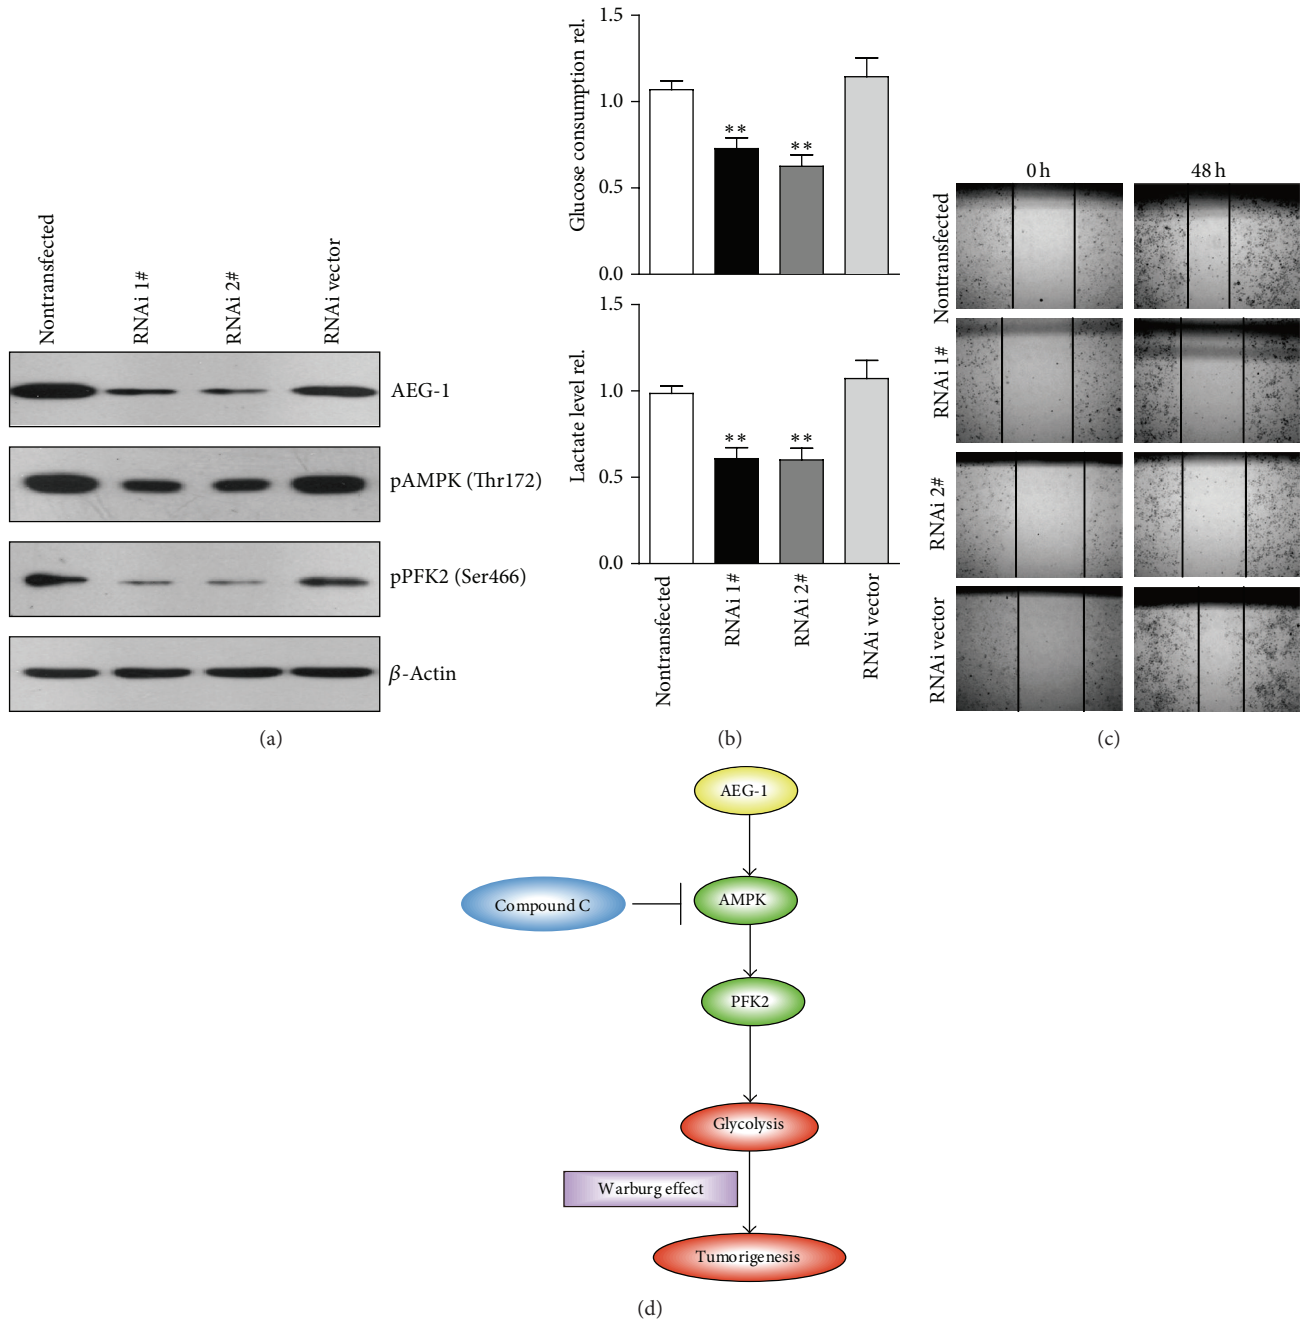 Nontransfected
RNAi 1#
RNAi 2#
RNAi vector
AEG-1
pAMPK (Thr172)
pPFK2 (Ser466)
β-Actin
(a)
Glucose consumption rel.
1.5
1.0
0.5
0.0
** **
Lactate level rel.
1.5
1.0
0.5
0.0
** **
Nontransfected
RNAi 1#
RNAi 2#
RNAi vector
(b)
0 h 48 h
Nontransfected
RNAi 1#
RNAi 2#
RNAi vector
(c)
AEG-1
Compound C
AMPK
PFK2
Glycolysis
Warburg effect
Tumorigenesis
(d)